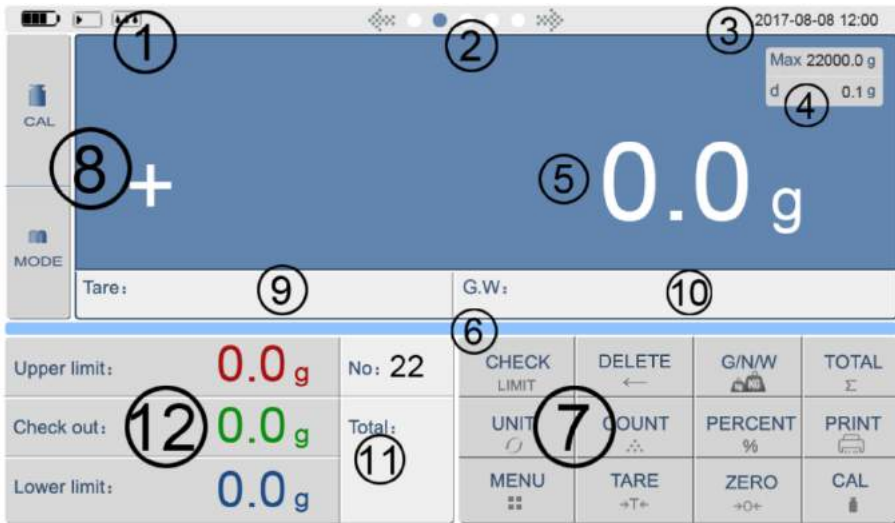 ① ② ③ 2017-08-08 12:00
Max 22000.0 g
d ④ 0.1 g
CAL
⑧ + ⑤ 0.0 g
MODE
Tare: ⑨ G.W: ⑩
⑥
Upper limit: 0.0 g No: 22
Check out: ⑫ 0.0 g Total: ⑪
Lower limit: 0.0 g
CHECK DELETE G/N/W TOTAL
LIMIT ← KG Σ
UNIT ⑦ COUNT PERCENT PRINT
%
MENU TARE ZERO CAL
→T← →0←